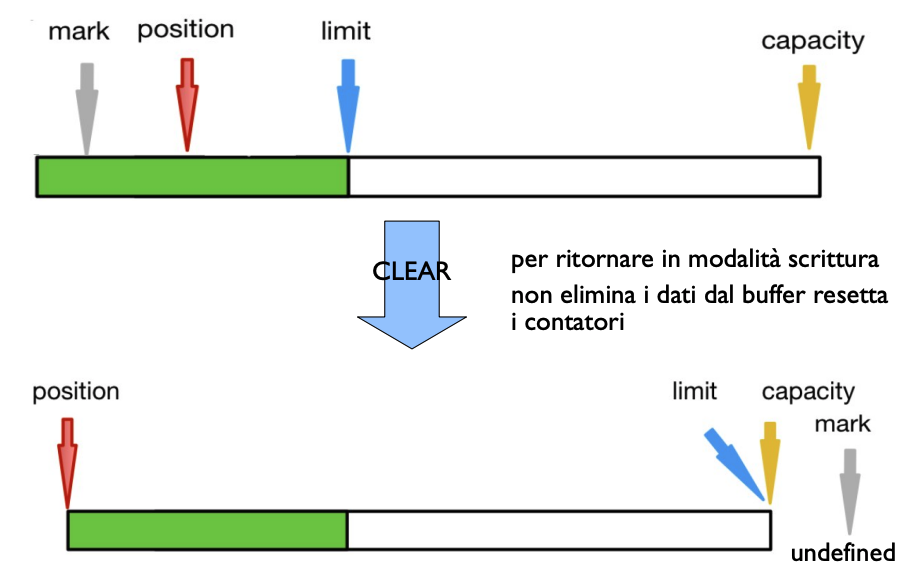 mark position limit capacity
CLEAR
per ritornare in modalità scrittura
non elimina i dati dal buffer resetta
i contatori
position limit capacity
mark
undefined